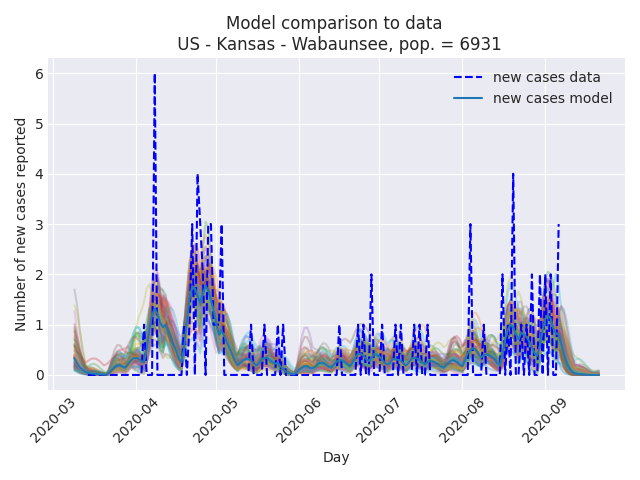 Model comparison to data
US - Kansas - Wabaunsee, pop. = 6931
new cases data
new cases model
Number of new cases reported
6
5
4
3
2
1
0
2020-03
2020-04
2020-05
2020-06
2020-07
2020-08
2020-09
Day